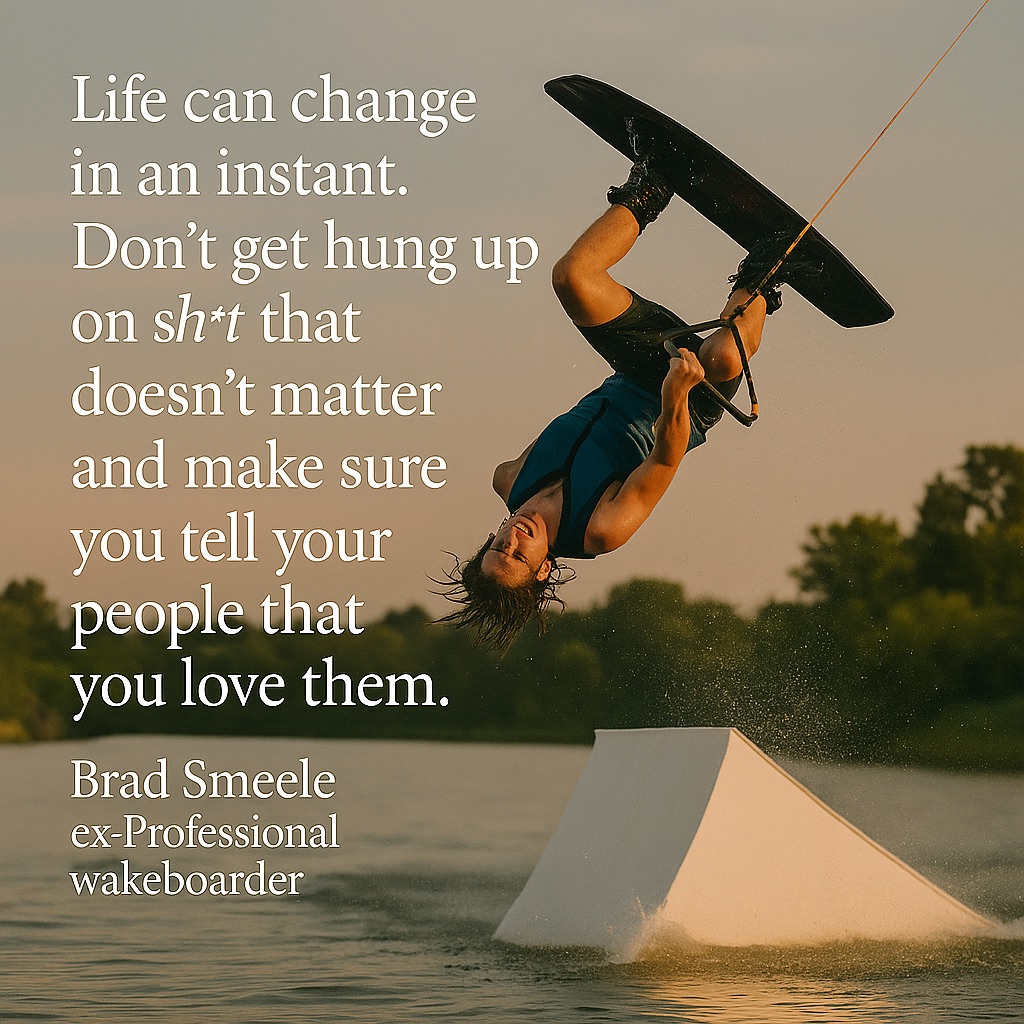 Life can change
in an instant.
Don't get hung up
on sh*t that
doesn't matter
and make sure
you tell your
people that
you love them.
Brad Smeele
ex-Professional
wakeboarder